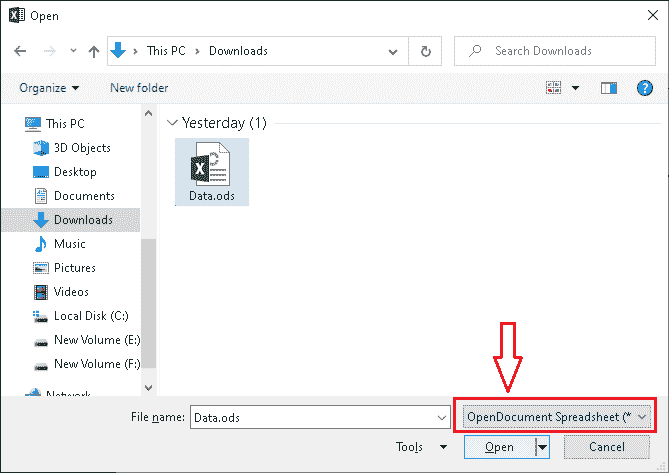 Open
This PC > Downloads
Search Downloads
Organize
New folder
This PC
3D Objects
Desktop
Documents
Downloads
Music
Pictures
Videos
Local Disk (C:)
New Volume (E:)
New Volume (F:)
Network
Yesterday (1)
Data.ods
File name:
Data.ods
OpenDocument Spreadsheet (*
Tools
Open
Cancel